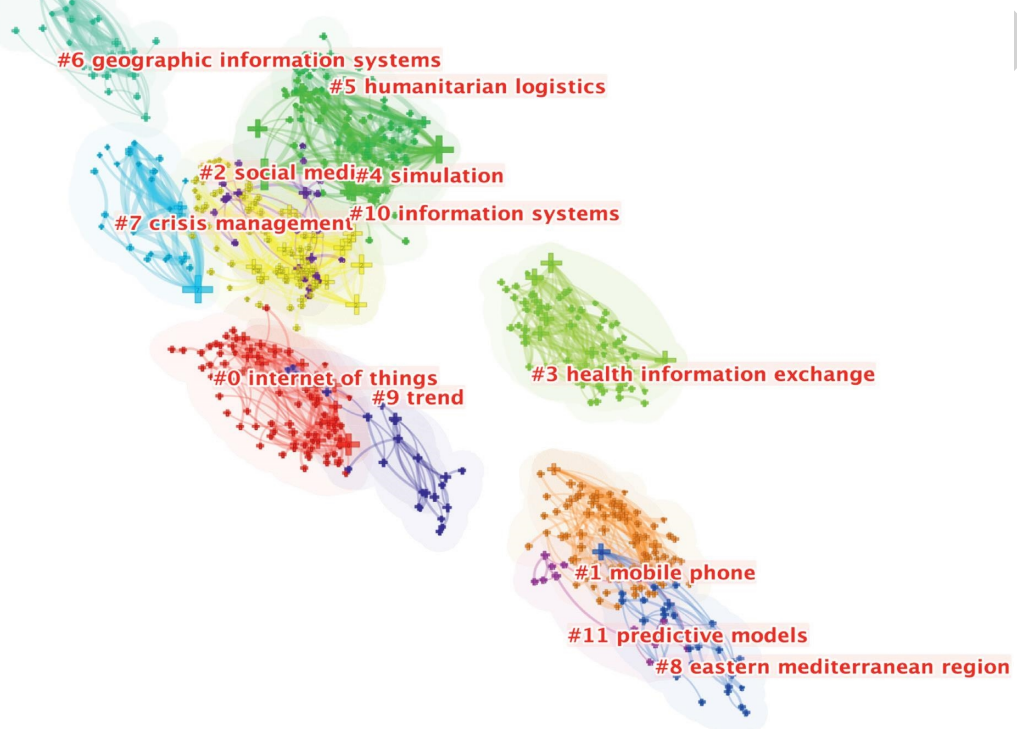 #6 geographic information systems
#5 humanitarian logistics
#2 social medi
#4 simulation
#10 information systems
#7 crisis management
#3 health information exchange
#0 internet of things
#9 trend
#1 mobile phone
#11 predictive models
#8 eastern mediterranean region